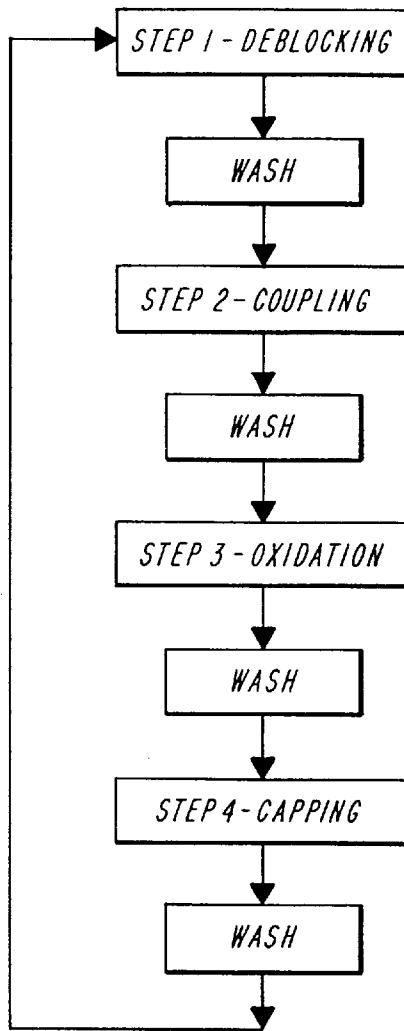 STEP 1 - DEBLOCKING
WASH
STEP 2 - COUPLING
WASH
STEP 3 - OXIDATION
WASH
STEP 4 - CAPPING
WASH